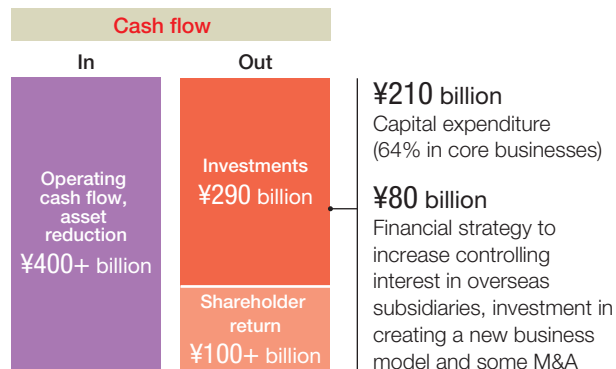 Cash flow
In
Out
Operating
cash flow,
asset
reduction
¥400+ billion
Investments
¥290 billion
Shareholder
return
¥100+ billion
¥210 billion
Capital expenditure
(64% in core businesses)
¥80 billion
Financial strategy to
increase controlling
interest in overseas
subsidiaries, investment in
creating a new business
model and some M&A